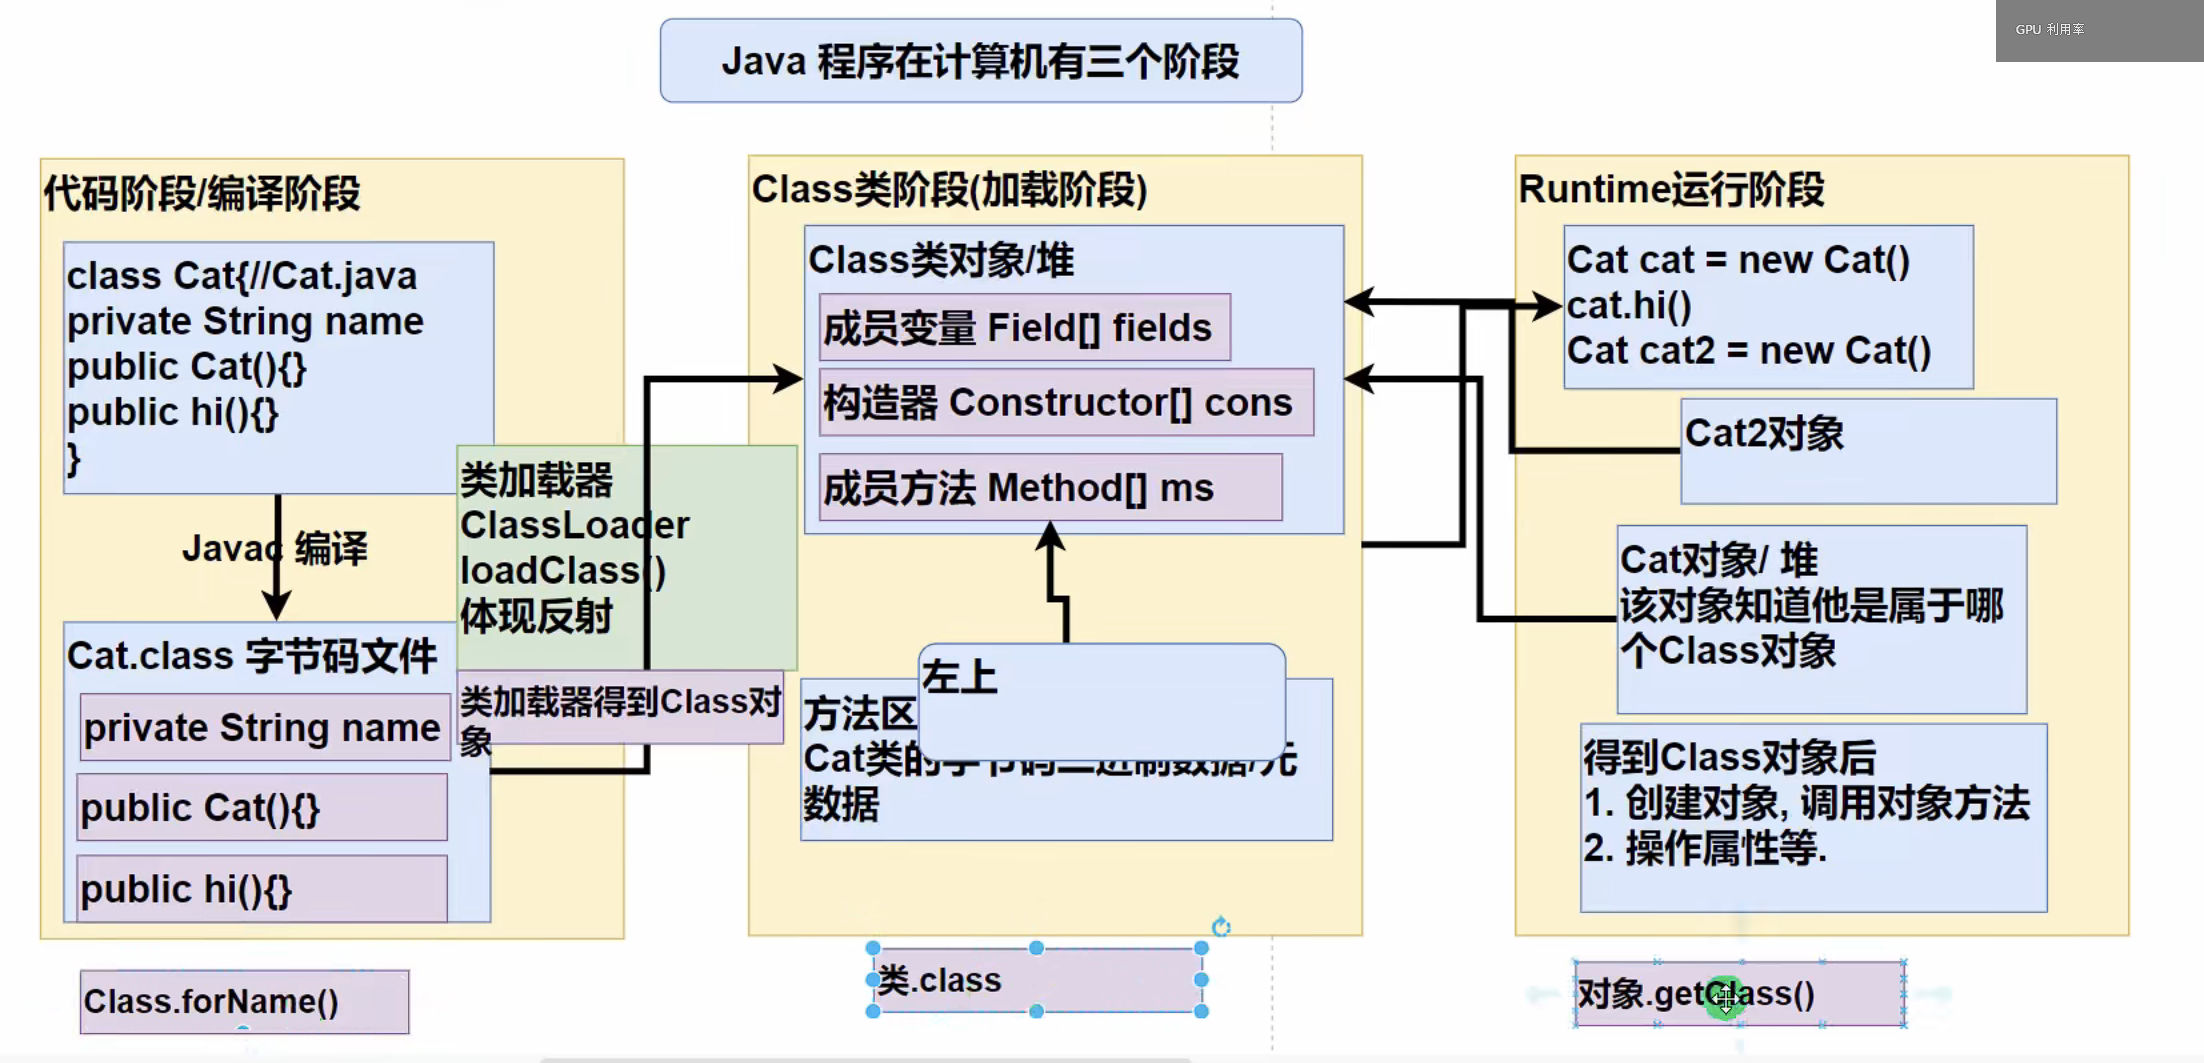 GPU 利用率
Java 程序在计算机有三个阶段
代码阶段/编译阶段
class Cat{//Cat.java
private String name
public Cat(){}
public hi(){}
}
Javac 编译
Cat.class 字节码文件
private String name
public Cat(){}
public hi(){}
Class.forName()
类加载器
ClassLoader
loadClass()
体现反射
类加载器得到Class对
象
Class类阶段(加载阶段)
Class类对象/堆
成员变量 Field[] fields
构造器 Constructor[] cons
成员方法 Method[] ms
左上
方法区
Cat类的字节码二进制数据/元
数据
类.class
Runtime运行阶段
Cat cat = new Cat()
cat.hi()
Cat cat2 = new Cat()
Cat2对象
Cat对象/ 堆
该对象知道他是属于哪
个Class对象
得到Class对象后
1. 创建对象, 调用对象方法
2. 操作属性等.
对象.getClass()